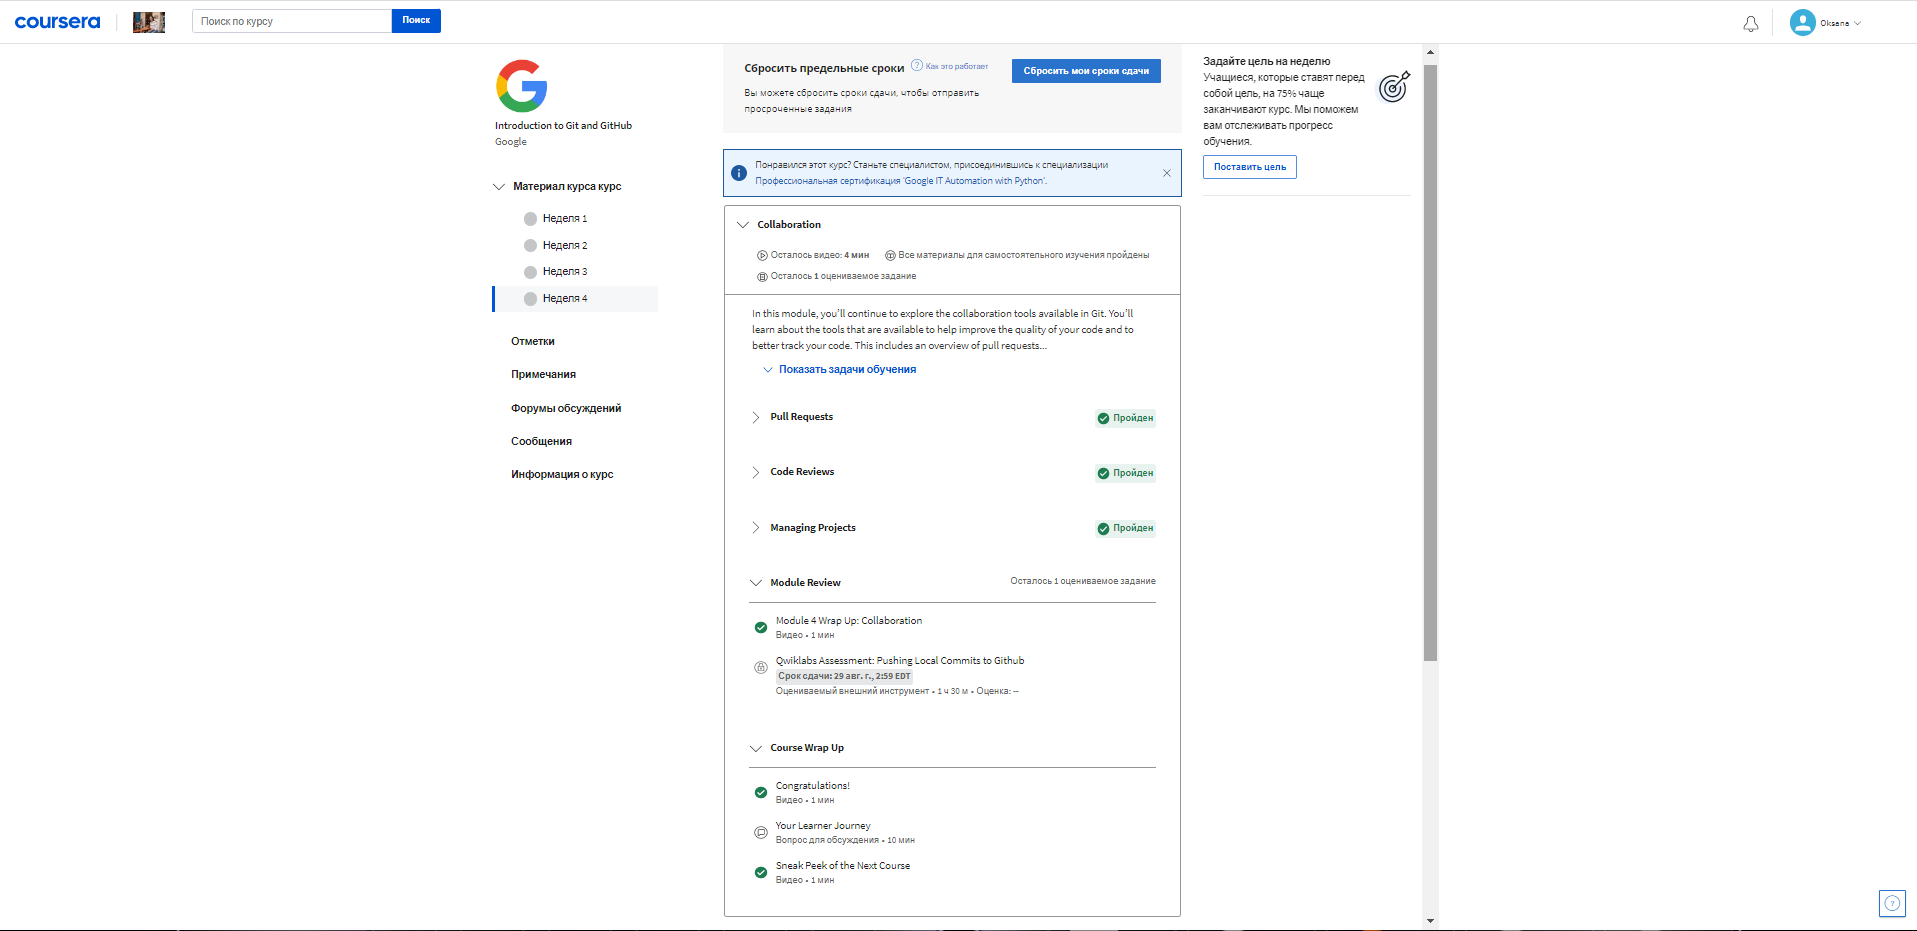 coursera
Поиск по курсу
Поиск
Oksana
Introduction to Git and GitHub
Google
Материал курса курс
Неделя 1
Неделя 2
Неделя 3
Неделя 4
Отметки
Примечания
Форумы обсуждений
Сообщения
Информация о курс
Сбросить предельные сроки
? Как это работает
Вы можете сбросить сроки сдачи, чтобы отправить
просроченные задания
Сбросить мои сроки сдачи
Понравился этот курс? Станьте специалистом, присоединившись к специализации
Профессиональная сертификация 'Google IT Automation with Python'.
Collaboration
Осталось видео: 4 мин
Все материалы для самостоятельного изучения пройдены
Осталось 1 оцениваемое задание
In this module, you'll continue to explore the collaboration tools available in Git. You'll
learn about the tools that are available to help improve the quality of your code and to
better track your code. This includes an overview of pull requests...
Показать задачи обучения
Pull Requests
Пройден
Code Reviews
Пройден
Managing Projects
Пройден
Module Review
Осталось 1 оцениваемое задание
Module 4 Wrap Up: Collaboration
Видео • 1 мин
Qwiklabs Assessment: Pushing Local Commits to Github
Срок сдачи: 29 авг. г., 2:59 EDT
Оцениваемый внешний инструмент • 1 ч 30 м • Оценка: --
Course Wrap Up
Congratulations!
Видео • 1 мин
Your Learner Journey
Вопрос для обсуждения • 10 мин
Sneak Peek of the Next Course
Видео • 1 мин
Задайте цель на неделю
Учащиеся, которые ставят перед
собой цель, на 75% чаще
заканчивают курс. Мы поможем
вам отслеживать прогресс
обучения.
Поставить цель
?